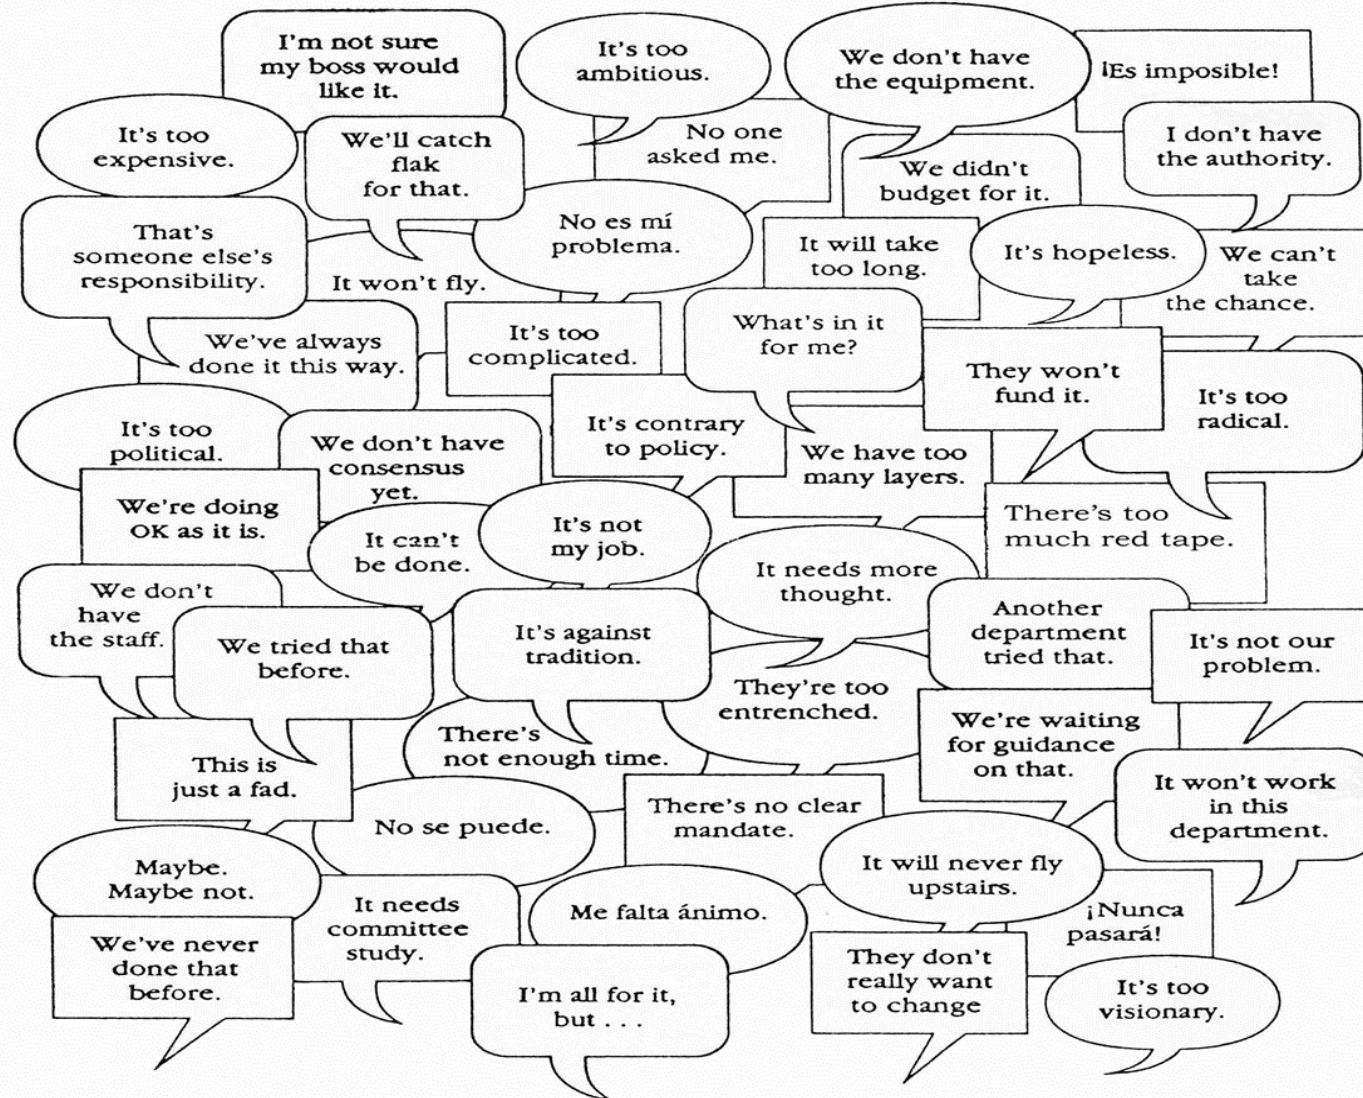 I'm not sure
my boss would
like it.
It's too
ambitious.
We don't have
the equipment.
¡Es imposible!
It's too
expensive.
We'll catch
flak
for that.
No one
asked me.
We didn't
budget for it.
I don't have
the authority.
That's
someone else's
responsibility.
It won't fly.
No es mí
problema.
It will take
too long.
It's hopeless.
We can't
take
the chance.
We've always
done it this way.
It's too
complicated.
What's in it
for me?
They won't
fund it.
It's too
radical.
It's too
political.
We don't have
consensus
yet.
It's contrary
to policy.
We have too
many layers.
We're doing
OK as it is.
It can't
be done.
It's not
my job.
There's too
much red tape.
It needs more
thought.
We don't
have
the staff.
We tried that
before.
It's against
tradition.
Another
department
tried that.
It's not our
problem.
They're too
entrenched.
There's
not enough time.
We're waiting
for guidance
on that.
This is
just a fad.
No se puede.
There's no clear
mandate.
It won't work
in this
department.
Maybe.
Maybe not.
It needs
committee
study.
Me falta ánimo.
It will never fly
upstairs.
¡Nunca
pasará!
We've never
done that
before.
I'm all for it,
but . . .
They don't
really want
to change
It's too
visionary.